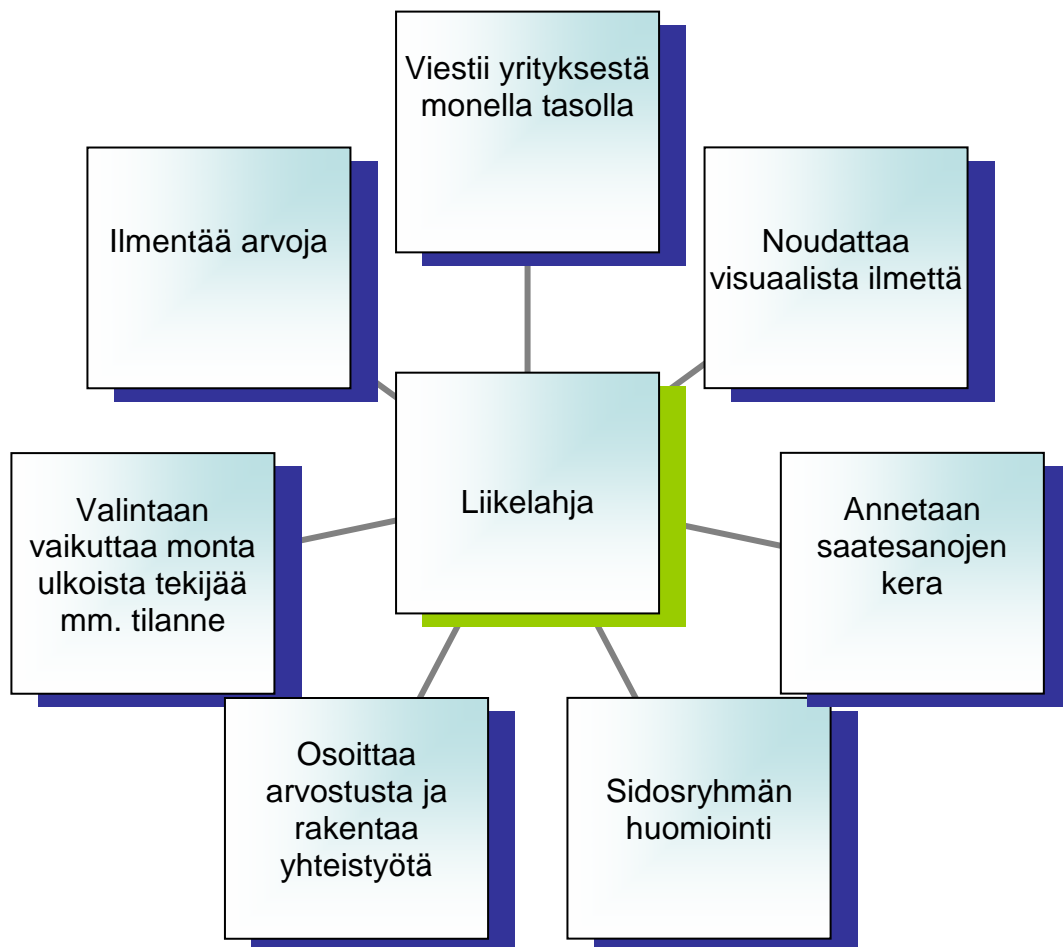 Viestii yrityksestä
monella tasolla
Ilmentää arvoja
Noudattaa
visuaalista ilmettä
Liikelahja
Valintaan
vaikuttaa monta
ulkoista tekijää
mm. tilanne
Annetaan
saatesanojen
kera
Osoittaa
arvostusta ja
rakentaa
yhteistyötä
Sidosryhmän
huomiointi